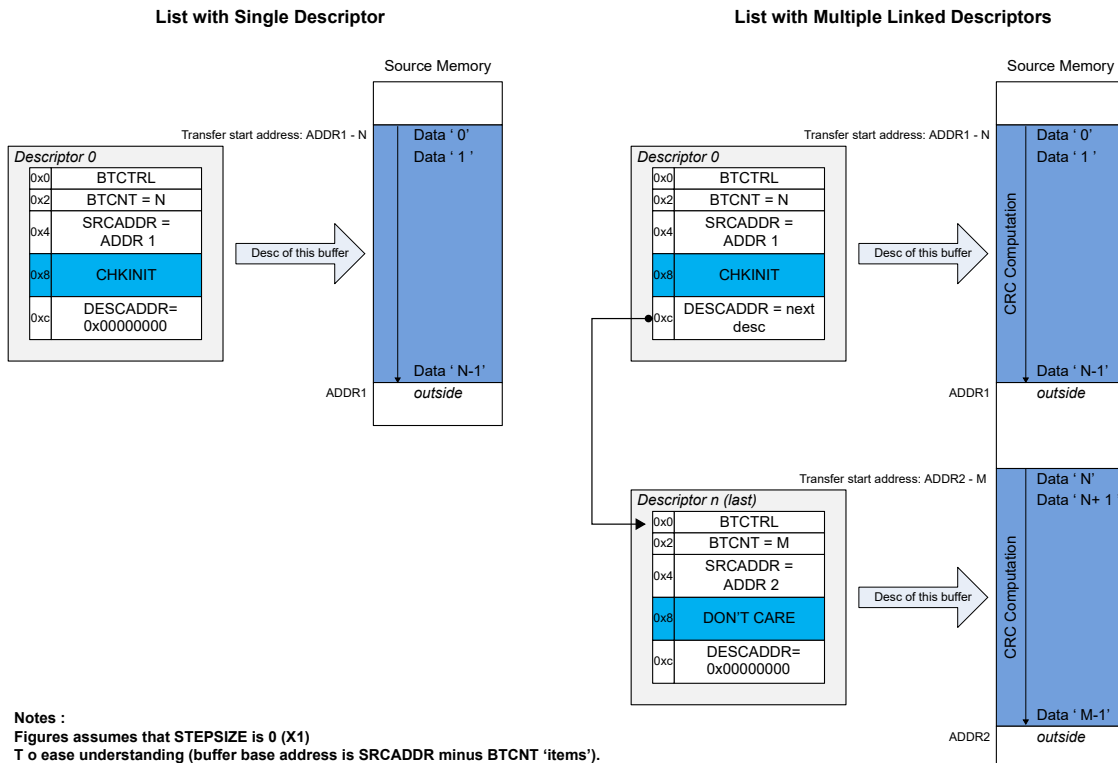 List with Single Descriptor
Source Memory
Transfer start address: ADDR1 - N
Data ‘ 0’
Data ‘ 1 ’
Descriptor 0
0x0 BTCTRL
0x2 BTCNT = N
0x4 SRCADDR =
ADDR 1
0x8 CHKINIT
0xc DESCADDR=
0x00000000
Desc of this buffer
Data ‘ N-1’
ADDR1
outside
List with Multiple Linked Descriptors
Source Memory
Transfer start address: ADDR1 - N
Data ‘ 0’
Data ‘ 1 ’
Descriptor 0
0x0 BTCTRL
0x2 BTCNT = N
0x4 SRCADDR =
ADDR 1
0x8 CHKINIT
0xc DESCADDR = next
desc
Desc of this buffer
CRC Computation
Data ‘ N-1’
ADDR1
outside
Transfer start address: ADDR2 - M
Data ‘ N’
Data ‘ N+ 1 ’
Descriptor n (last)
0x0 BTCTRL
0x2 BTCNT = M
0x4 SRCADDR =
ADDR 2
0x8 DON’T CARE
0xc DESCADDR=
0x00000000
Desc of this buffer
CRC Computation
Data ‘ M-1’
ADDR2
outside
Notes :
Figures assumes that STEPSIZE is 0 (X1)
T o ease understanding (buffer base address is SRCADDR minus BTCNT ‘items’).